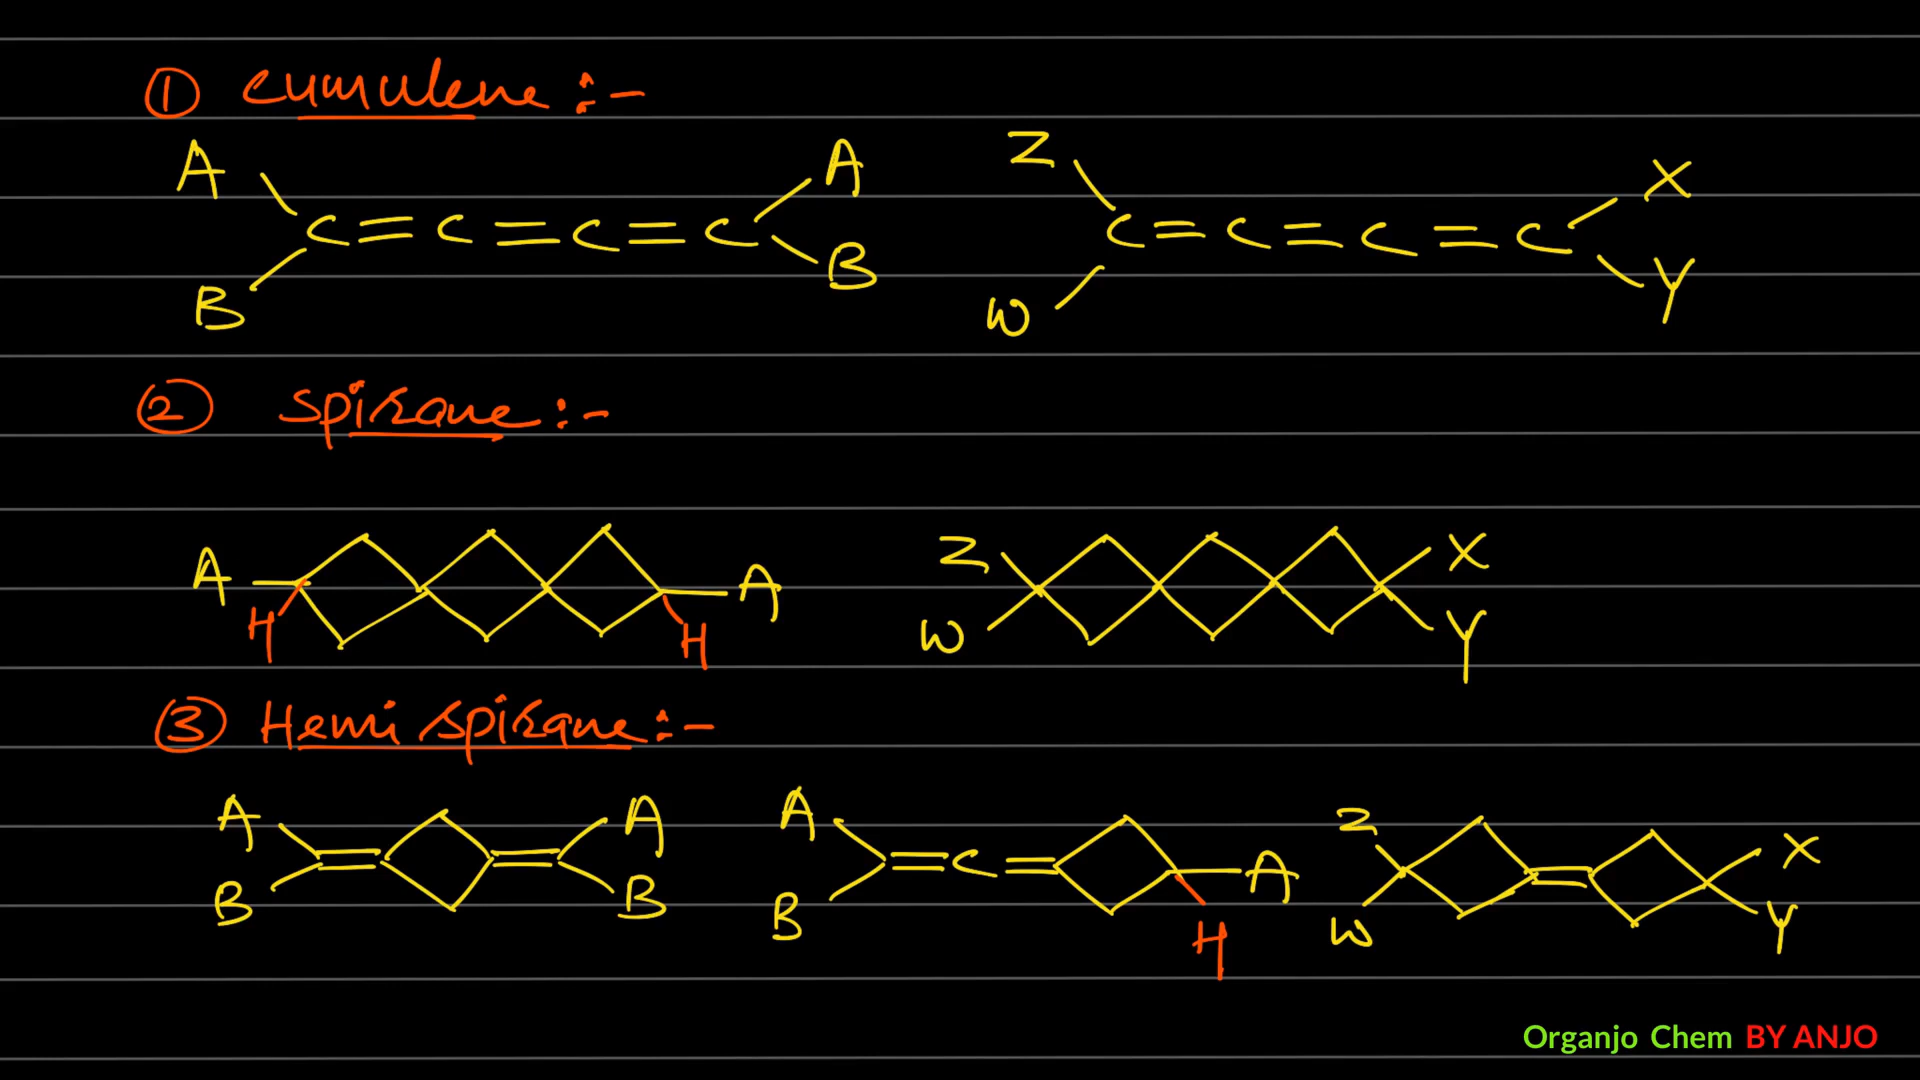 ① Cumulene :-
A A Z X
C=C=C=C C=C=C=C
B B W Y
② Spirane :-
A A Z X
H H W Y
③ Hemi spirane :-
A A A C A Z X
B B B H W Y
Organjo Chem BY ANJO